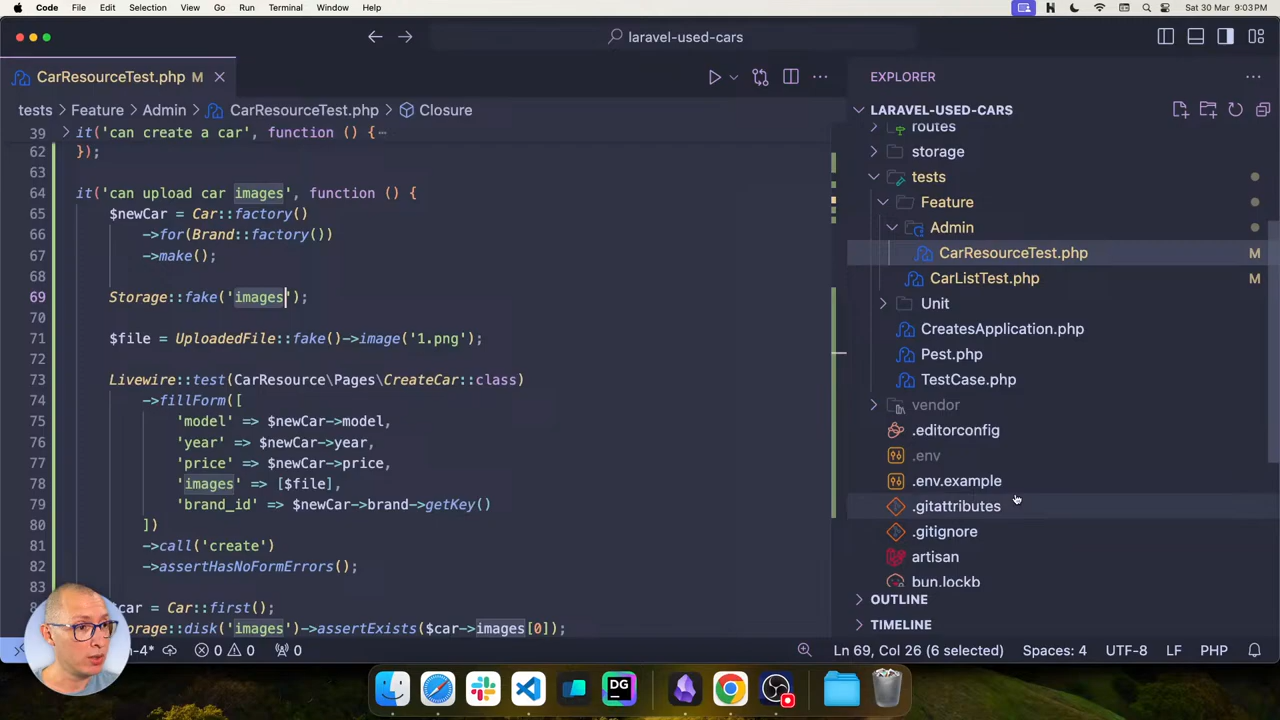 Code File Edit Selection View Go Run Terminal Window Help
Sat 30 Mar 9:03 PM
laravel-used-cars
CarResourceTest.php M
tests > Feature > Admin > CarResourceTest.php > Closure
39 it('can create a car', function () {
62 });
63
64 it('can upload car images', function () {
65 $newCar = Car::factory()
66 ->for(Brand::factory())
67 ->make();
68
69 Storage::fake('images');
70
71 $file = UploadedFile::fake()->image('1.png');
72
73 Livewire::test(CarResource\Pages\CreateCar::class)
74 ->fillForm([
75 'model' => $newCar->model,
76 'year' => $newCar->year,
77 'price' => $newCar->price,
78 'images' => [$file],
79 'brand_id' => $newCar->brand->getKey()
80 ])
81 ->call('create')
82 ->assertHasNoFormErrors();
83
car = Car::first();
orage::disk('images')->assertExists($car->images[0]);
EXPLORER
LARAVEL-USED-CARS
routes
storage
tests
Feature
Admin
CarResourceTest.php M
CarListTest.php M
Unit
CreatesApplication.php
Pest.php
TestCase.php
vendor
.editorconfig
.env
.env.example
.gitattributes
.gitignore
artisan
bun.lockb
OUTLINE
TIMELINE
n-4* 0 0 0
Ln 69, Col 26 (6 selected) Spaces: 4 UTF-8 LF PHP
DG